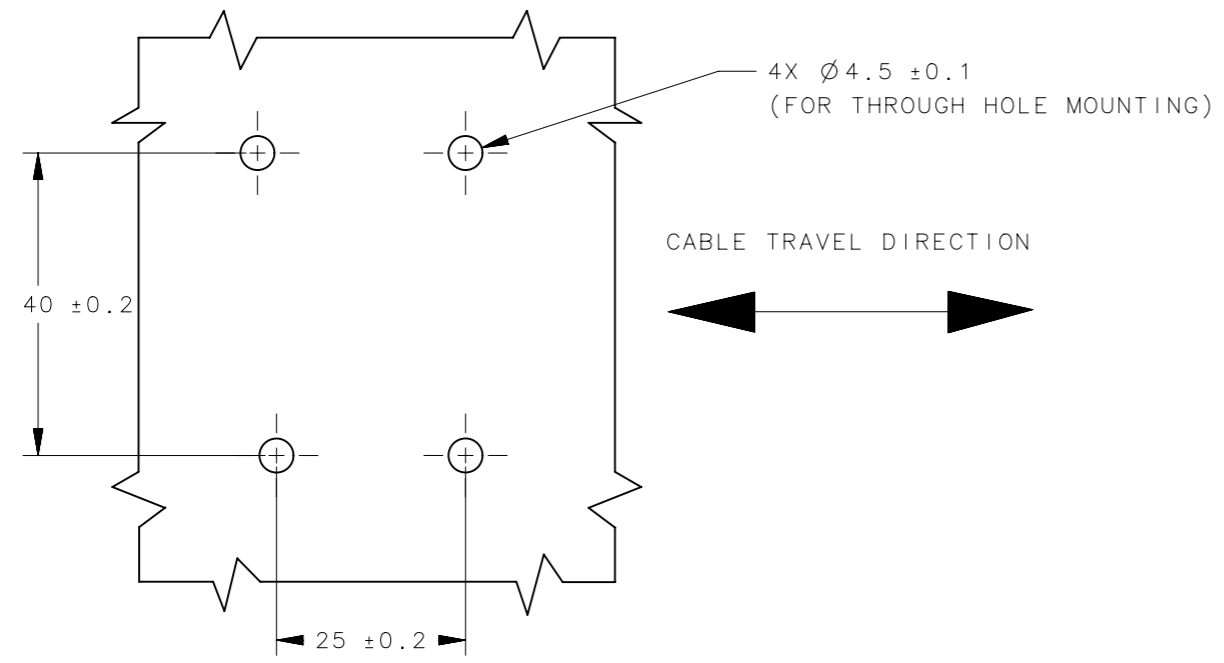 4X Ø4.5 ±0.1
(FOR THROUGH HOLE MOUNTING)
CABLE TRAVEL DIRECTION
40 ±0.2
25 ±0.2